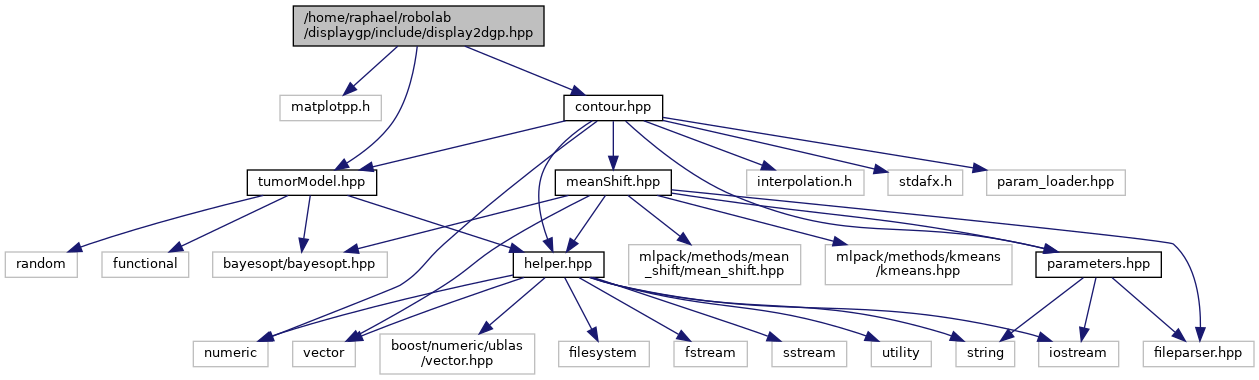 /home/raphael/robolab
/displaygp/include/display2dgp.hpp
matplotpp.h
contour.hpp
tumorModel.hpp
meanShift.hpp
interpolation.h
stdafx.h
param_loader.hpp
random
functional
bayesopt/bayesopt.hpp
helper.hpp
mlpack/methods/mean
_shift/mean_shift.hpp
mlpack/methods/kmeans
/kmeans.hpp
parameters.hpp
numeric
vector
boost/numeric/ublas
/vector.hpp
filesystem
fstream
sstream
utility
string
iostream
fileparser.hpp